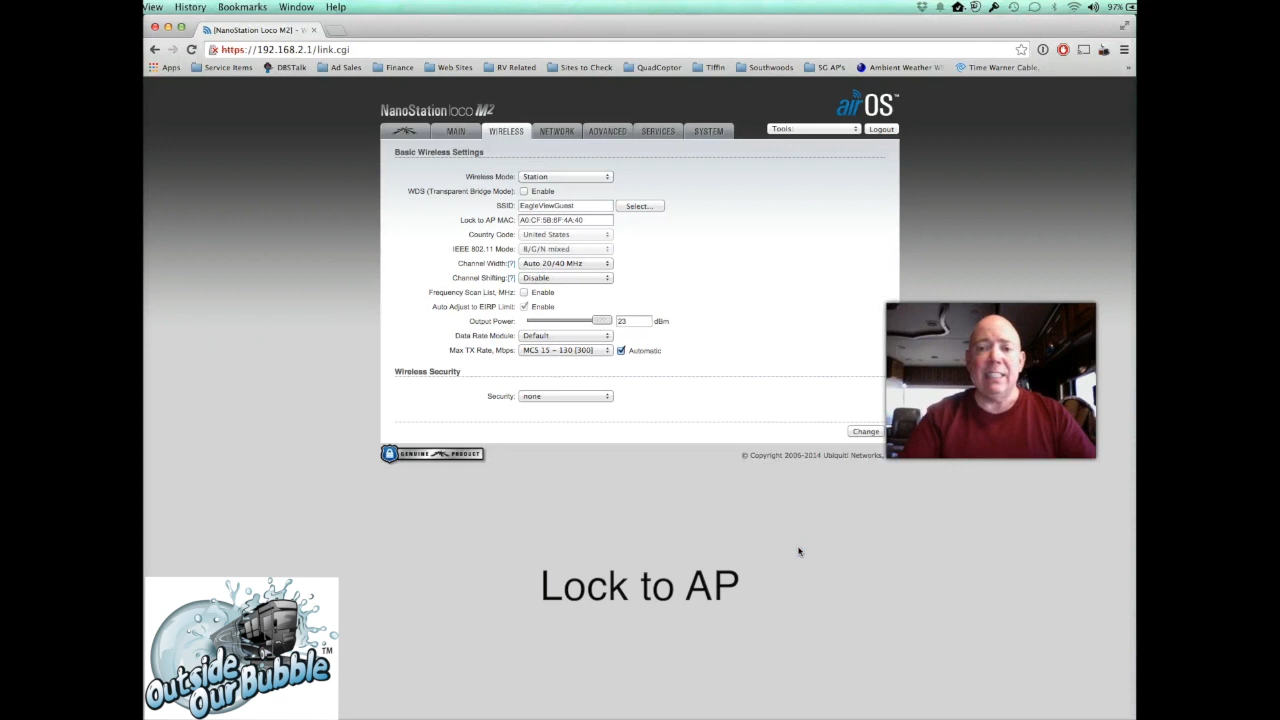 View History Bookmarks Window Help 97%
[NanoStation Loco M2] - W
https://192.168.2.1/link.cgi
Apps Service Items DBSTalk Ad Sales Finance Web Sites RV Related Sites to Check QuadCoptor Tiffin Southwoods 5G AP's Ambient Weather W Time Warner Cable. »
NanoStation loco M2 airOS™
MAIN WIRELESS NETWORK ADVANCED SERVICES SYSTEM Tools: Logout
Basic Wireless Settings
Wireless Mode: Station
WDS (Transparent Bridge Mode): Enable
SSID: EagleViewGuest Select...
Lock to AP MAC: A0:CF:5B:6F:4A:40
Country Code: United States
IEEE 802.11 Mode: B/G/N mixed
Channel Width:[?] Auto 20/40 MHz
Channel Shifting:[?] Disable
Frequency Scan List, MHz: Enable
Auto Adjust to EIRP Limit: Enable
Output Power: 23 dBm
Data Rate Module: Default
Max TX Rate, Mbps: MCS 15 - 130 [300] Automatic
Wireless Security
Security: none
Change
GENUINE PRODUCT © Copyright 2006-2014 Ubiquiti Networks,
Lock to AP
Outside
Our Bubble™